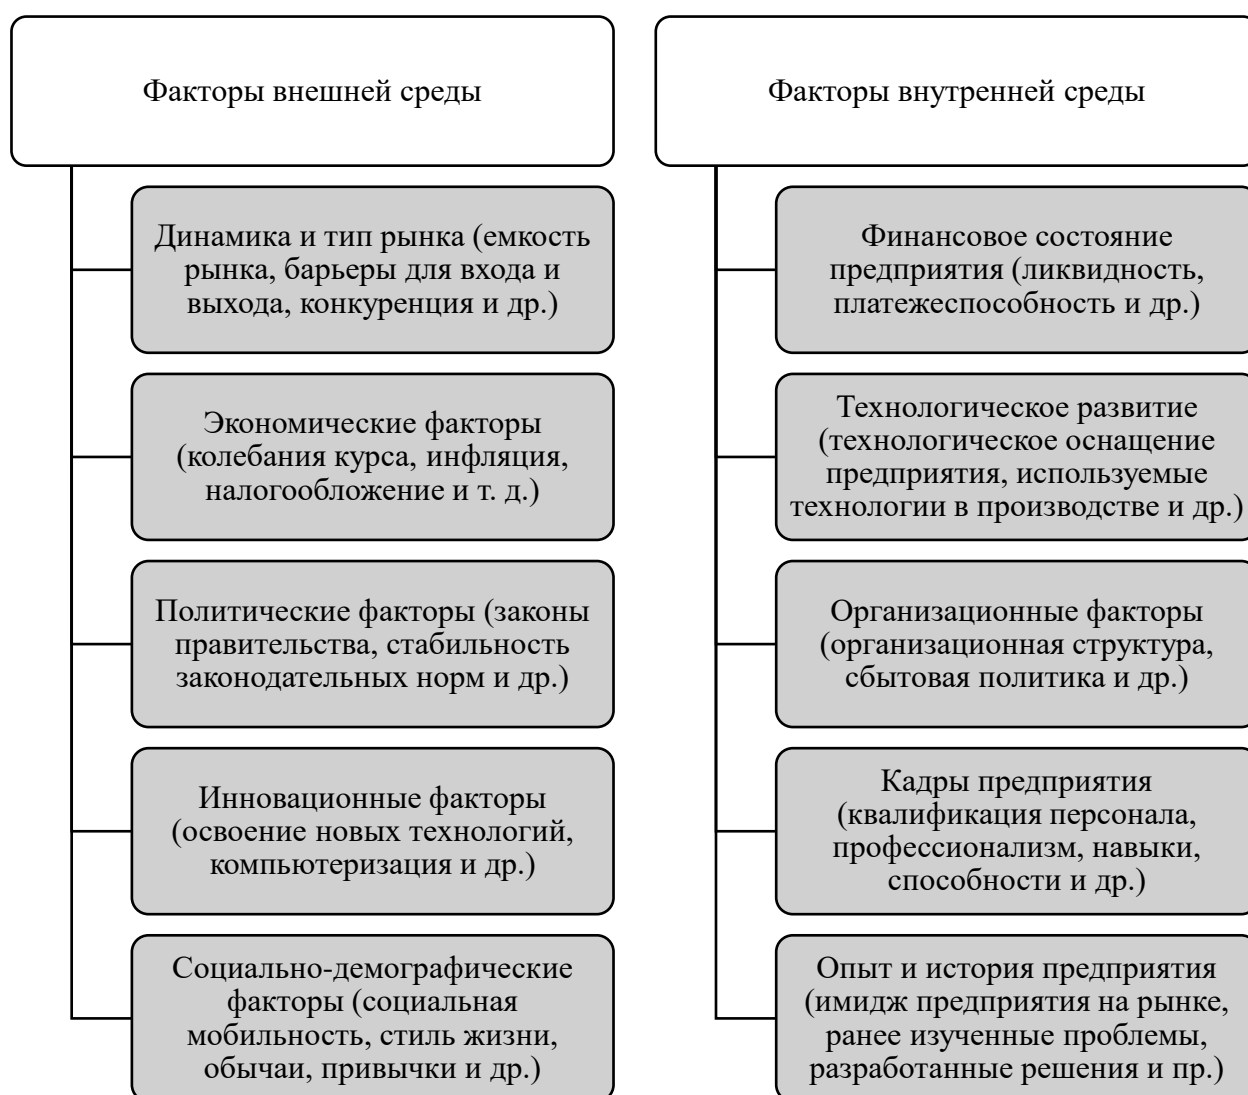 Факторы внешней среды
Динамика и тип рынка (емкость
рынка, барьеры для входа и
выхода, конкуренция и др.)
Экономические факторы
(колебания курса, инфляция,
налогообложение и т. д.)
Политические факторы (законы
правительства, стабильность
законодательных норм и др.)
Инновационные факторы
(освоение новых технологий,
компьютеризация и др.)
Социально-демографические
факторы (социальная
мобильность, стиль жизни,
обычаи, привычки и др.)
Факторы внутренней среды
Финансовое состояние
предприятия (ликвидность,
платежеспособность и др.)
Технологическое развитие
(технологическое оснащение
предприятия, используемые
технологии в производстве и др.)
Организационные факторы
(организационная структура,
сбытовая политика и др.)
Кадры предприятия
(квалификация персонала,
профессионализм, навыки,
способности и др.)
Опыт и история предприятия
(имидж предприятия на рынке,
ранее изученные проблемы,
разработанные решения и пр.)